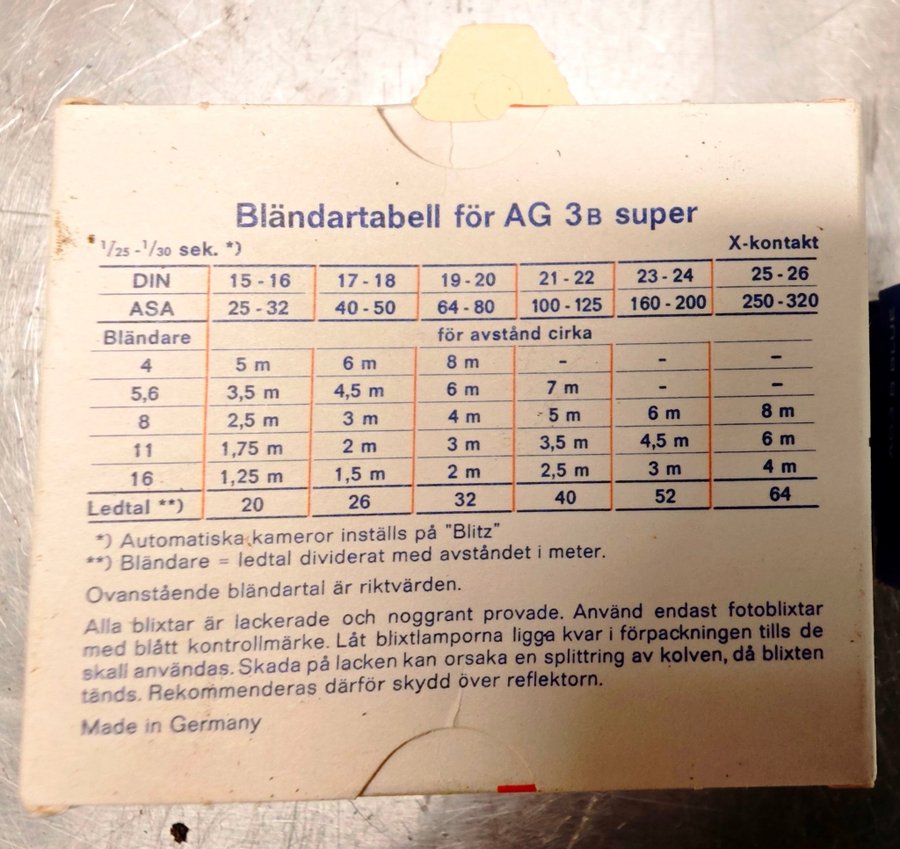 Bländartabell för AG 3B super
1/25 - 1/30 sek. *) X-kontakt
DIN 15 - 16 17 - 18 19 - 20 21 - 22 23 - 24 25 - 26
ASA 25 - 32 40 - 50 64 - 80 100 - 125 160 - 200 250 - 320
Bländare för avstånd cirka
4 5 m 6 m 8 m - - -
5,6 3,5 m 4,5 m 6 m 7 m - -
8 2,5 m 3 m 4 m 5 m 6 m 8 m
11 1,75 m 2 m 3 m 3,5 m 4,5 m 6 m
16 1,25 m 1,5 m 2 m 2,5 m 3 m 4 m
Ledtal **) 20 26 32 40 52 64
*) Automatiska kameror inställs på "Blitz"
**) Bländare = ledtal dividerat med avståndet i meter.
Ovanstående bländartal är riktvärden.
Alla blixtar är lackerade och noggrant provade. Använd endast fotoblixtar
med blått kontrollmärke. Låt blixtlamporna ligga kvar i förpackningen tills de
skall användas. Skada på lacken kan orsaka en splittring av kolven, då blixten
tänds. Rekommenderas därför skydd över reflektorn.
Made in Germany